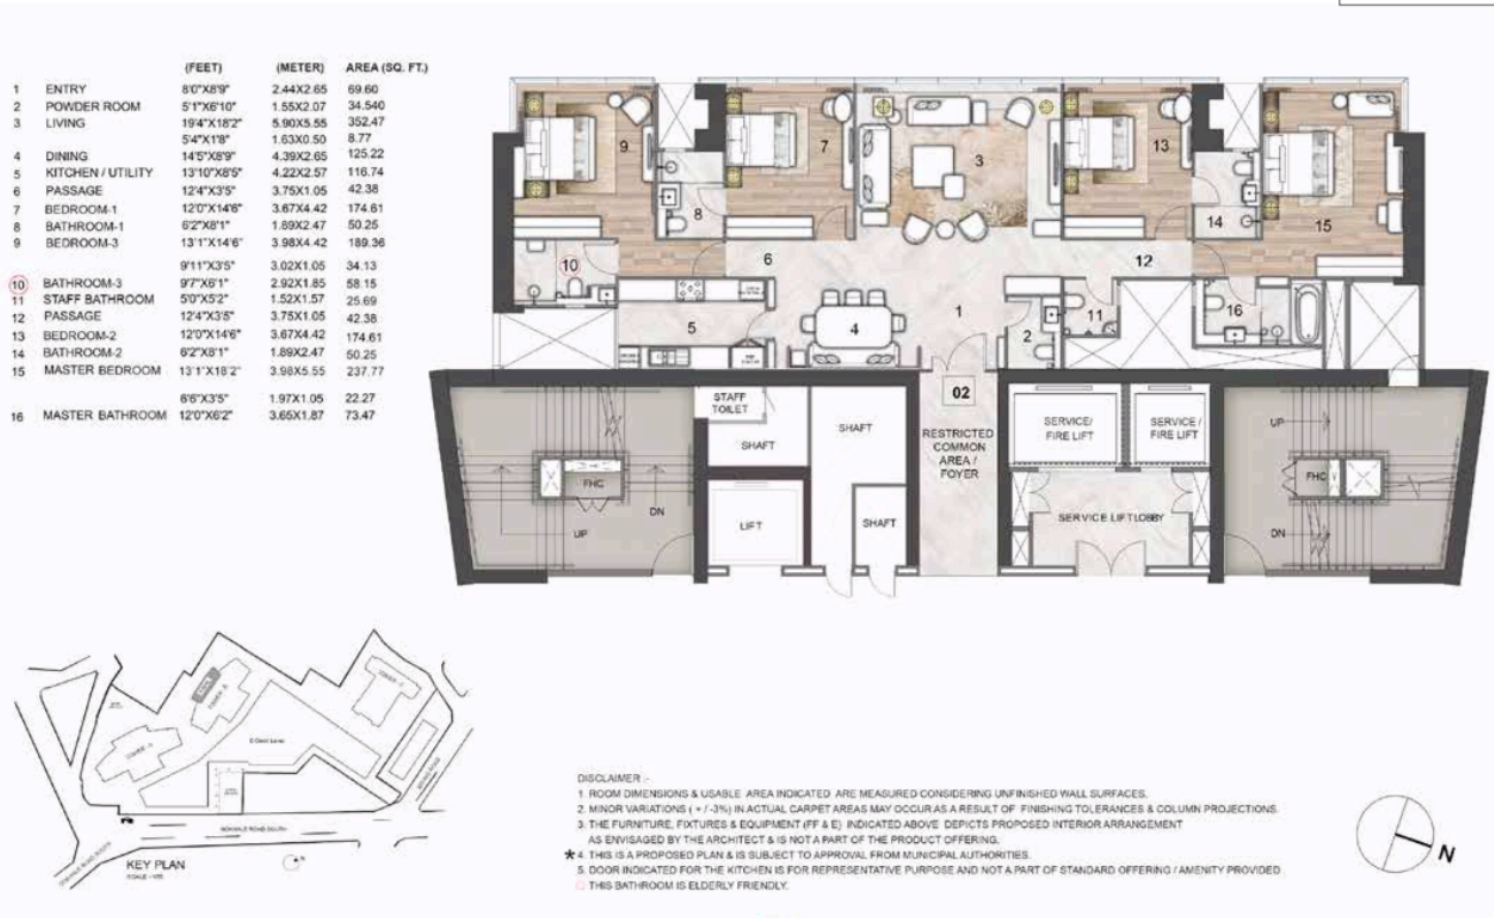 (FEET) (METER) AREA (SQ. FT.)
1 ENTRY 8'0"X8'9" 2.44X2.65 69.60
2 POWDER ROOM 5'1"X6'10" 1.55X2.07 34.540
3 LIVING 19'4"X18'2" 5.90X5.55 352.47
5'4"X1'8" 1.63X0.50 8.77
4 DINING 14'5"X8'9" 4.39X2.65 125.22
5 KITCHEN / UTILITY 13'10"X8'5" 4.22X2.57 116.74
6 PASSAGE 12'4"X3'5" 3.75X1.05 42.38
7 BEDROOM-1 12'0"X14'6" 3.67X4.42 174.61
8 BATHROOM-1 6'2"X8'1" 1.89X2.47 50.25
9 BEDROOM-3 13'1"X14'6" 3.98X4.42 189.36
9'11"X3'5" 3.02X1.05 34.13
10 BATHROOM-3 9'7"X6'1" 2.92X1.85 58.15
11 STAFF BATHROOM 5'0"X5'2" 1.52X1.57 25.69
12 PASSAGE 12'4"X3'5" 3.75X1.05 42.38
13 BEDROOM-2 12'0"X14'6" 3.67X4.42 174.61
14 BATHROOM-2 6'2"X8'1" 1.89X2.47 50.25
15 MASTER BEDROOM 13'1"X18'2" 3.98X5.55 237.77
6'6"X3'5" 1.97X1.05 22.27
16 MASTER BATHROOM 12'0"X6'2" 3.65X1.87 73.47
9 7 3 13
8 14 15
10 6 12
5 4 1 2 11 16
02
STAFF
TOILET
SHAFT
SHAFT
SHAFT
LIFT
RESTRICTED
COMMON
AREA /
FOYER
SERVICE/
FIRE LIFT
SERVICE /
FIRE LIFT
SERVICE LIFT LOBBY
FHC
DN
UP
UP
FHC
DN
KEY PLAN
N
DISCLAIMER :-
1. ROOM DIMENSIONS & USABLE AREA INDICATED ARE MEASURED CONSIDERING UNFINISHED WALL SURFACES.
2. MINOR VARIATIONS ( + / -3%) IN ACTUAL CARPET AREAS MAY OCCUR AS A RESULT OF FINISHING TOLERANCES & COLUMN PROJECTIONS.
3. THE FURNITURE, FIXTURES & EQUIPMENT (FF & E) INDICATED ABOVE DEPICTS PROPOSED INTERIOR ARRANGEMENT
AS ENVISAGED BY THE ARCHITECT & IS NOT A PART OF THE PRODUCT OFFERING.
* 4. THIS IS A PROPOSED PLAN & IS SUBJECT TO APPROVAL FROM MUNICIPAL AUTHORITIES.
5. DOOR INDICATED FOR THE KITCHEN IS FOR REPRESENTATIVE PURPOSE AND NOT A PART OF STANDARD OFFERING / AMENITY PROVIDED
THIS BATHROOM IS ELDERLY FRIENDLY.